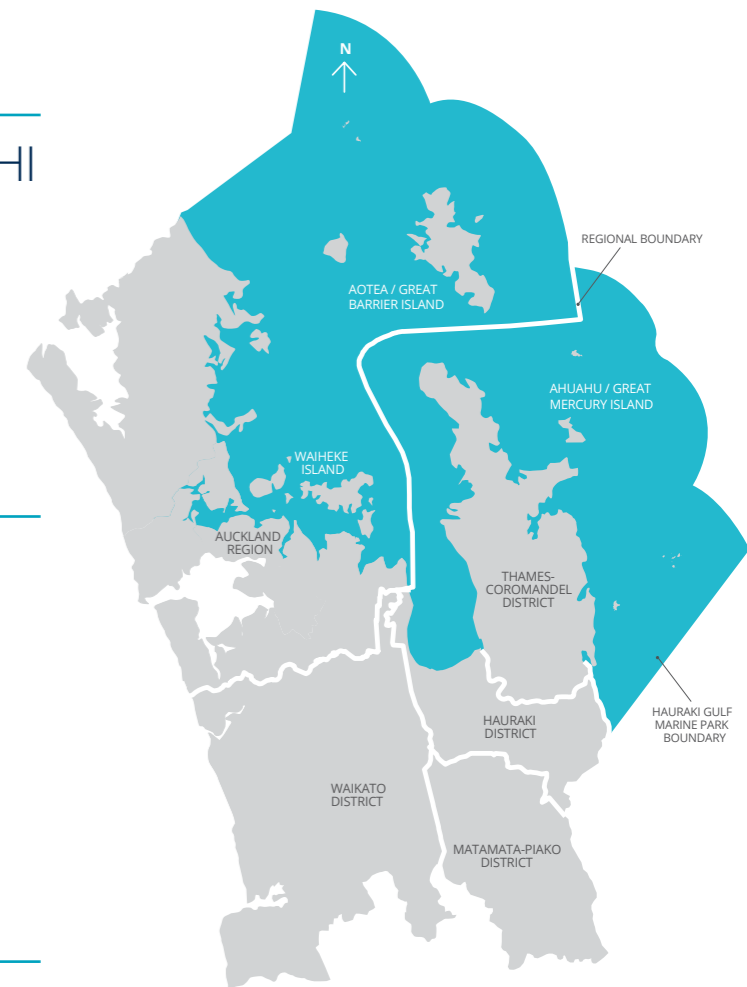 N
REGIONAL BOUNDARY
AOTEA / GREAT
BARRIER ISLAND
AHUAHU / GREAT
MERCURY ISLAND
WAIHEKE
ISLAND
AUCKLAND
REGION
THAMES-
COROMANDEL
DISTRICT
HAURAKI GULF
MARINE PARK
BOUNDARY
HAURAKI
DISTRICT
WAIKATO
DISTRICT
MATAMATA-PIAKO
DISTRICT